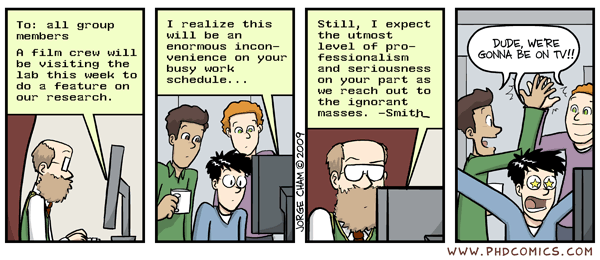 To: all group
members
A film crew will
be visiting the
lab this week to
do a feature on
our research.
I realize this
will be an
enormous incon-
venience on your
busy work
schedule...
Still, I expect
the utmost
level of pro-
fessionalism
and seriousness
on your part as
we reach out to
the ignorant
masses. -Smith_
DUDE, WE'RE
GONNA BE ON TV!!
JORGE CHAM © 2009
WWW.PHDCOMICS.COM